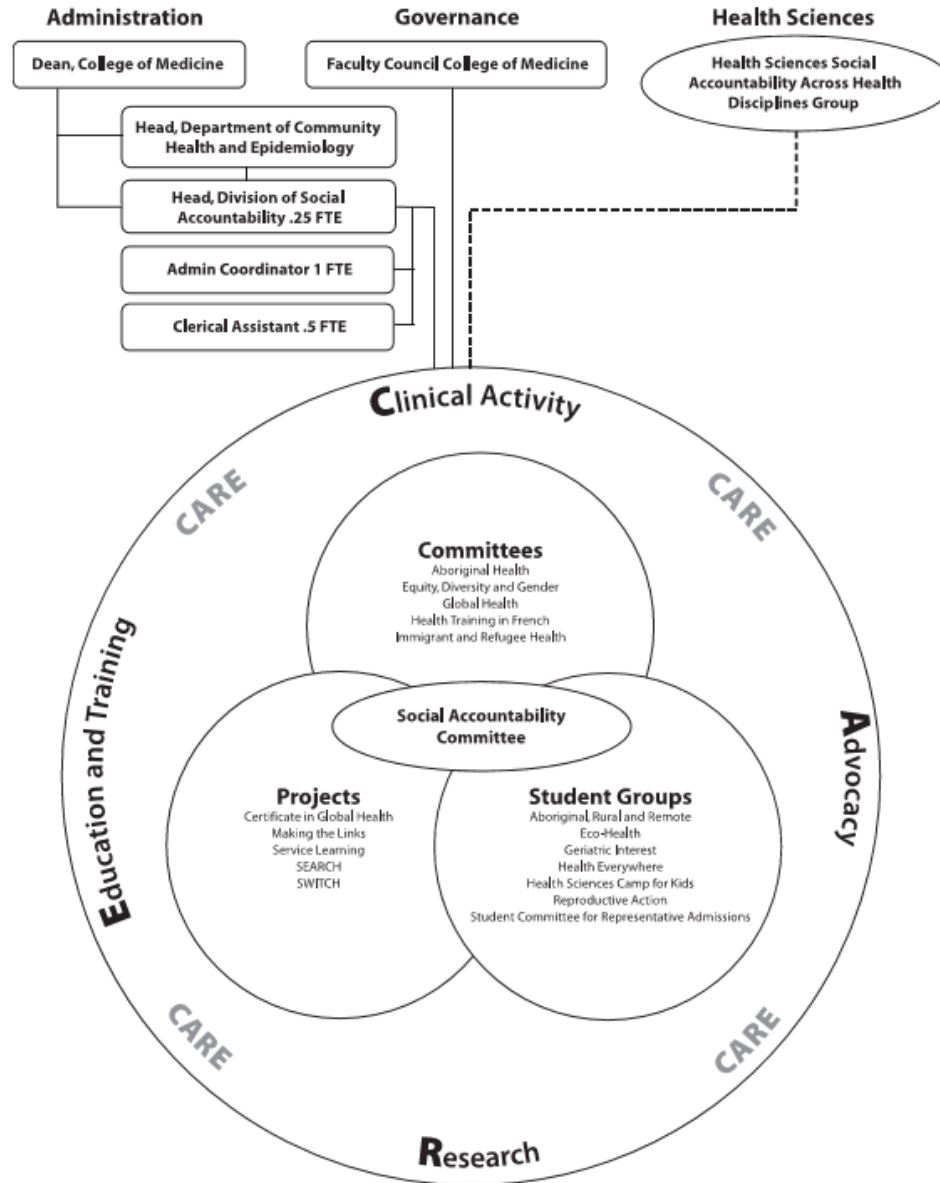 Administration
Governance
Health Sciences
Dean, College of Medicine
Faculty Council College of Medicine
Health Sciences Social
Accountability Across Health
Disciplines Group
Head, Department of Community
Health and Epidemiology
Head, Division of Social
Accountability .25 FTE
Admin Coordinator 1 FTE
Clerical Assistant .5 FTE
Clinical Activity
CARE
CARE
Committees
Aboriginal Health
Equity, Diversity and Gender
Global Health
Health Training in French
Immigrant and Refugee Health
Education and Training
Advocacy
Social Accountability
Committee
Projects
Certificate in Global Health
Making the Links
Service Learning
SEARCH
SWITCH
Student Groups
Aboriginal, Rural and Remote
Eco-Health
Geriatric Interest
Health Everywhere
Health Sciences Camp for Kids
Reproductive Action
Student Committee for Representative Admissions
CARE
CARE
Research